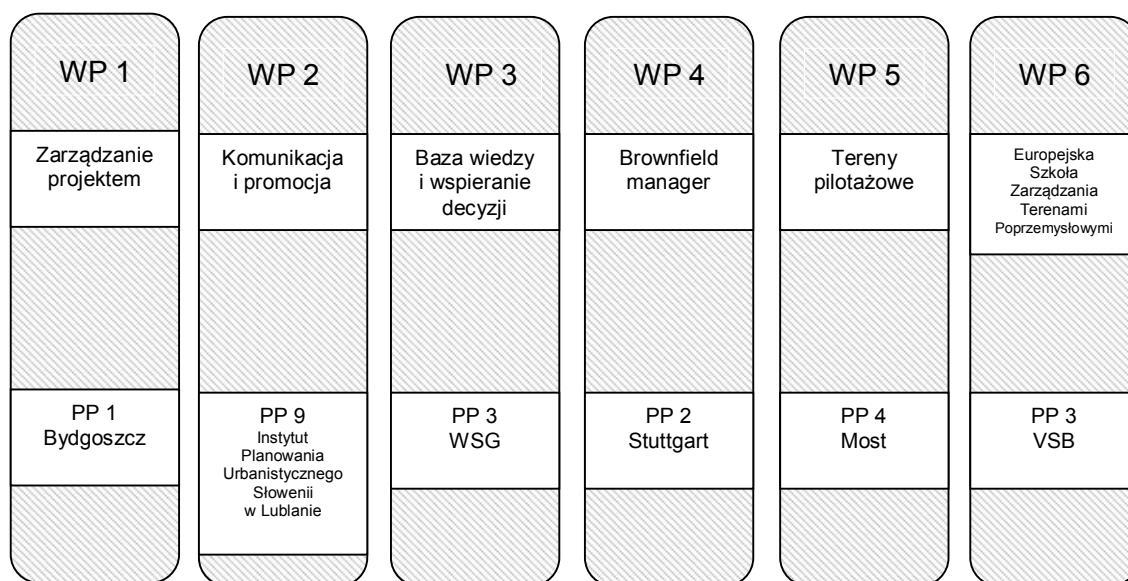 WP 1
Zarządzanie
projektem
PP 1
Bydgoszcz
WP 2
Komunikacja
i promocja
PP 9
Instytut
Planowania
Urbanistycznego
Słowenii
w Lublanie
WP 3
Baza wiedzy
i wspieranie
decyzji
PP 3
WSG
WP 4
Brownfield
manager
PP 2
Stuttgart
WP 5
Tereny
pilotażowe
PP 4
Most
WP 6
Europejska
Szkoła
Zarządzania
Terenami
Poprzemysłowymi
PP 3
VSB